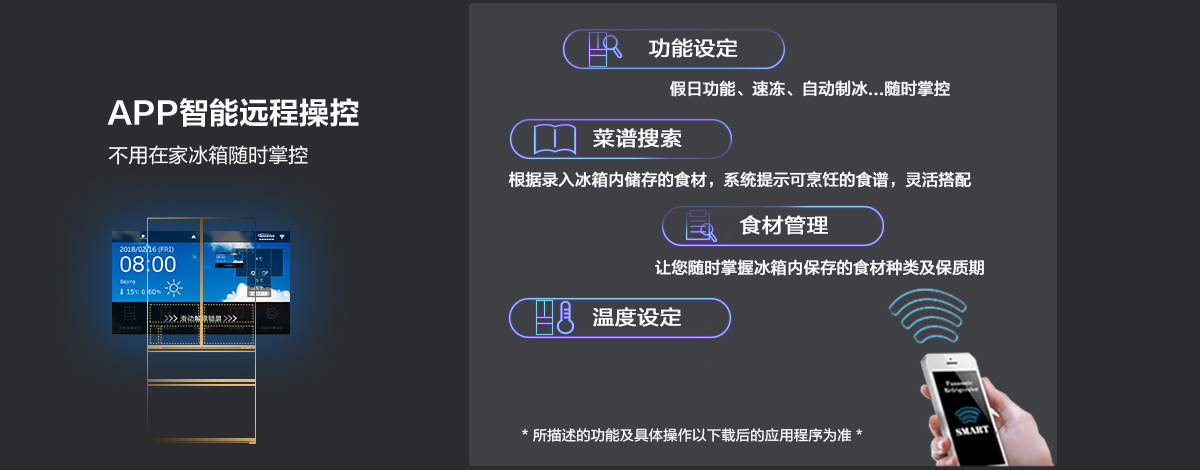 APP智能远程操控
不用在家冰箱随时掌控
2018/02/16 (FRI)
08:00
Beijing
15℃ 60%
滑动解除锁屏
功能设定
假日功能、速冻、自动制冰...随时掌控
菜谱搜索
根据录入冰箱内储存的食材，系统提示可烹饪的食谱，灵活搭配
食材管理
让您随时掌握冰箱内保存的食材种类及保质期
温度设定
Panasonic
Refrigerator
SMART
* 所描述的功能及具体操作以下载后的应用程序为准 *